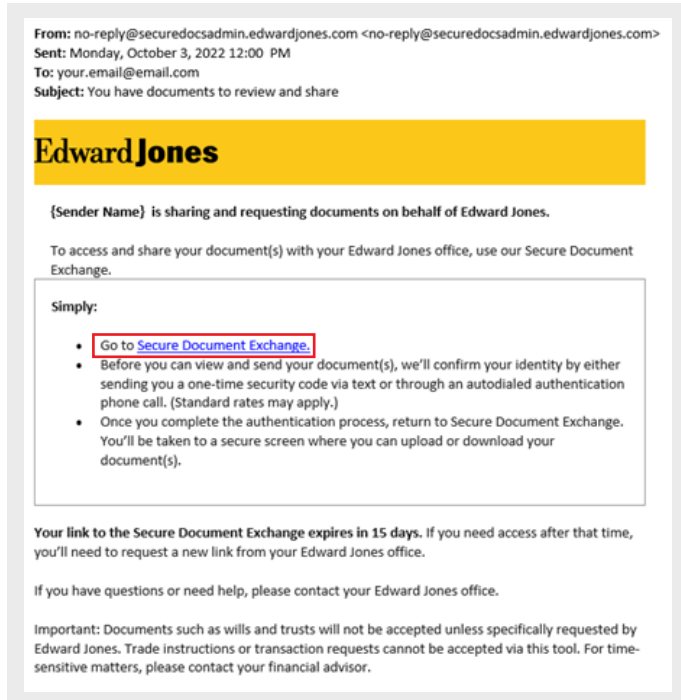 From: no-reply@securedocsadmin.edwardjones.com <no-reply@securedocsadmin.edwardjones.com>
Sent: Monday, October 3, 2022 12:00 PM
To: your.email@email.com
Subject: You have documents to review and share
Edward Jones
{Sender Name} is sharing and requesting documents on behalf of Edward Jones.
To access and share your document(s) with your Edward Jones office, use our Secure Document
Exchange.
Simply:
• Go to Secure Document Exchange.
• Before you can view and send your document(s), we'll confirm your identity by either
sending you a one-time security code via text or through an autodialed authentication
phone call. (Standard rates may apply.)
• Once you complete the authentication process, return to Secure Document Exchange.
You'll be taken to a secure screen where you can upload or download your
document(s).
Your link to the Secure Document Exchange expires in 15 days. If you need access after that time,
you'll need to request a new link from your Edward Jones office.
If you have questions or need help, please contact your Edward Jones office.
Important: Documents such as wills and trusts will not be accepted unless specifically requested by
Edward Jones. Trade instructions or transaction requests cannot be accepted via this tool. For time-
sensitive matters, please contact your financial advisor.